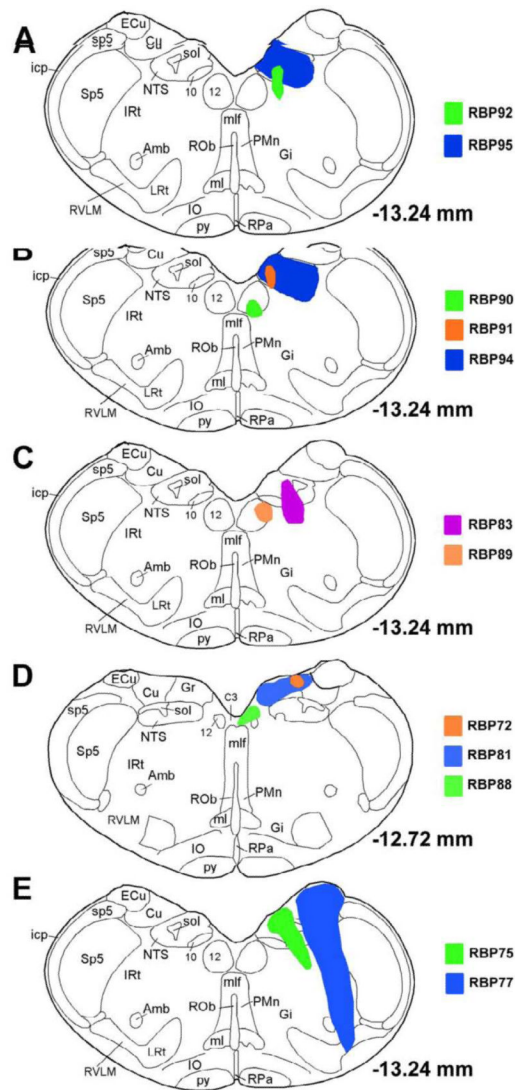 A
ECu
sp5
Cu
sol
icp
Sp5
NTS
10
12
IRt
mlf
Amb
ROb
PMn
Gi
LRt
RVLM
ml
IO
py
RPa
RBP92
RBP95
-13.24 mm
B
sp5
Cu
sol
icp
Sp5
NTS
10
12
IRt
mlf
Amb
ROb
PMn
Gi
LRt
RVLM
ml
IO
py
RPa
RBP90
RBP91
RBP94
-13.24 mm
C
ECu
sp5
Cu
sol
icp
Sp5
NTS
10
12
IRt
mlf
Amb
ROb
PMn
Gi
LRt
RVLM
ml
IO
py
RPa
RBP83
RBP89
-13.24 mm
D
ECu
Cu
Gr
sp5
sol
C3
Sp5
NTS
12
IRt
mlf
Amb
ROb
PMn
RVLM
ml
Gi
IO
py
RPa
RBP72
RBP81
RBP88
-12.72 mm
E
ECu
sp5
Cu
sol
icp
Sp5
NTS
10
12
IRt
mlf
Amb
ROb
PMn
Gi
LRt
RVLM
ml
IO
py
RPa
RBP75
RBP77
-13.24 mm